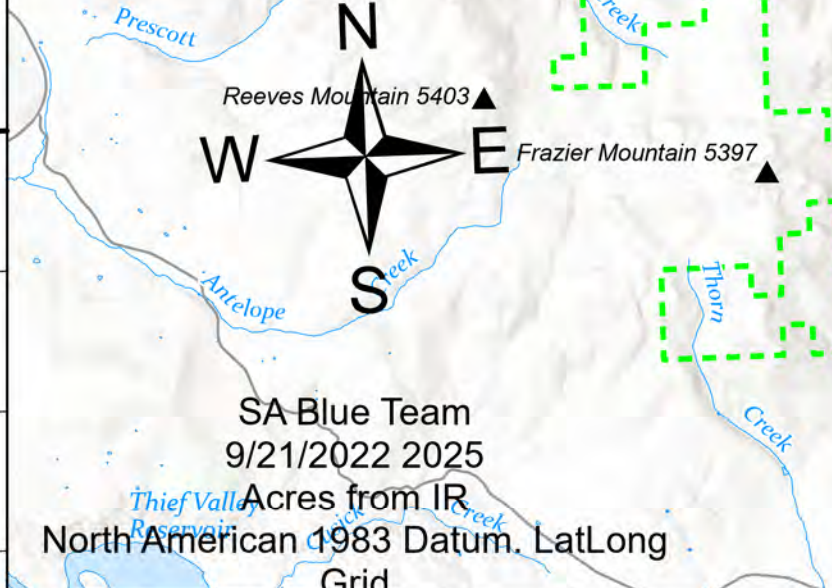 Prescott
Creek
N
Reeves Mountain 5403
W
E
Frazier Mountain 5397
S
Antelope
Creek
Thorn
Creek
SA Blue Team
9/21/2022 2025
Acres from IR
Thief Valley
Reservoir
Cusick
Creek
North American 1983 Datum. LatLong
Grid